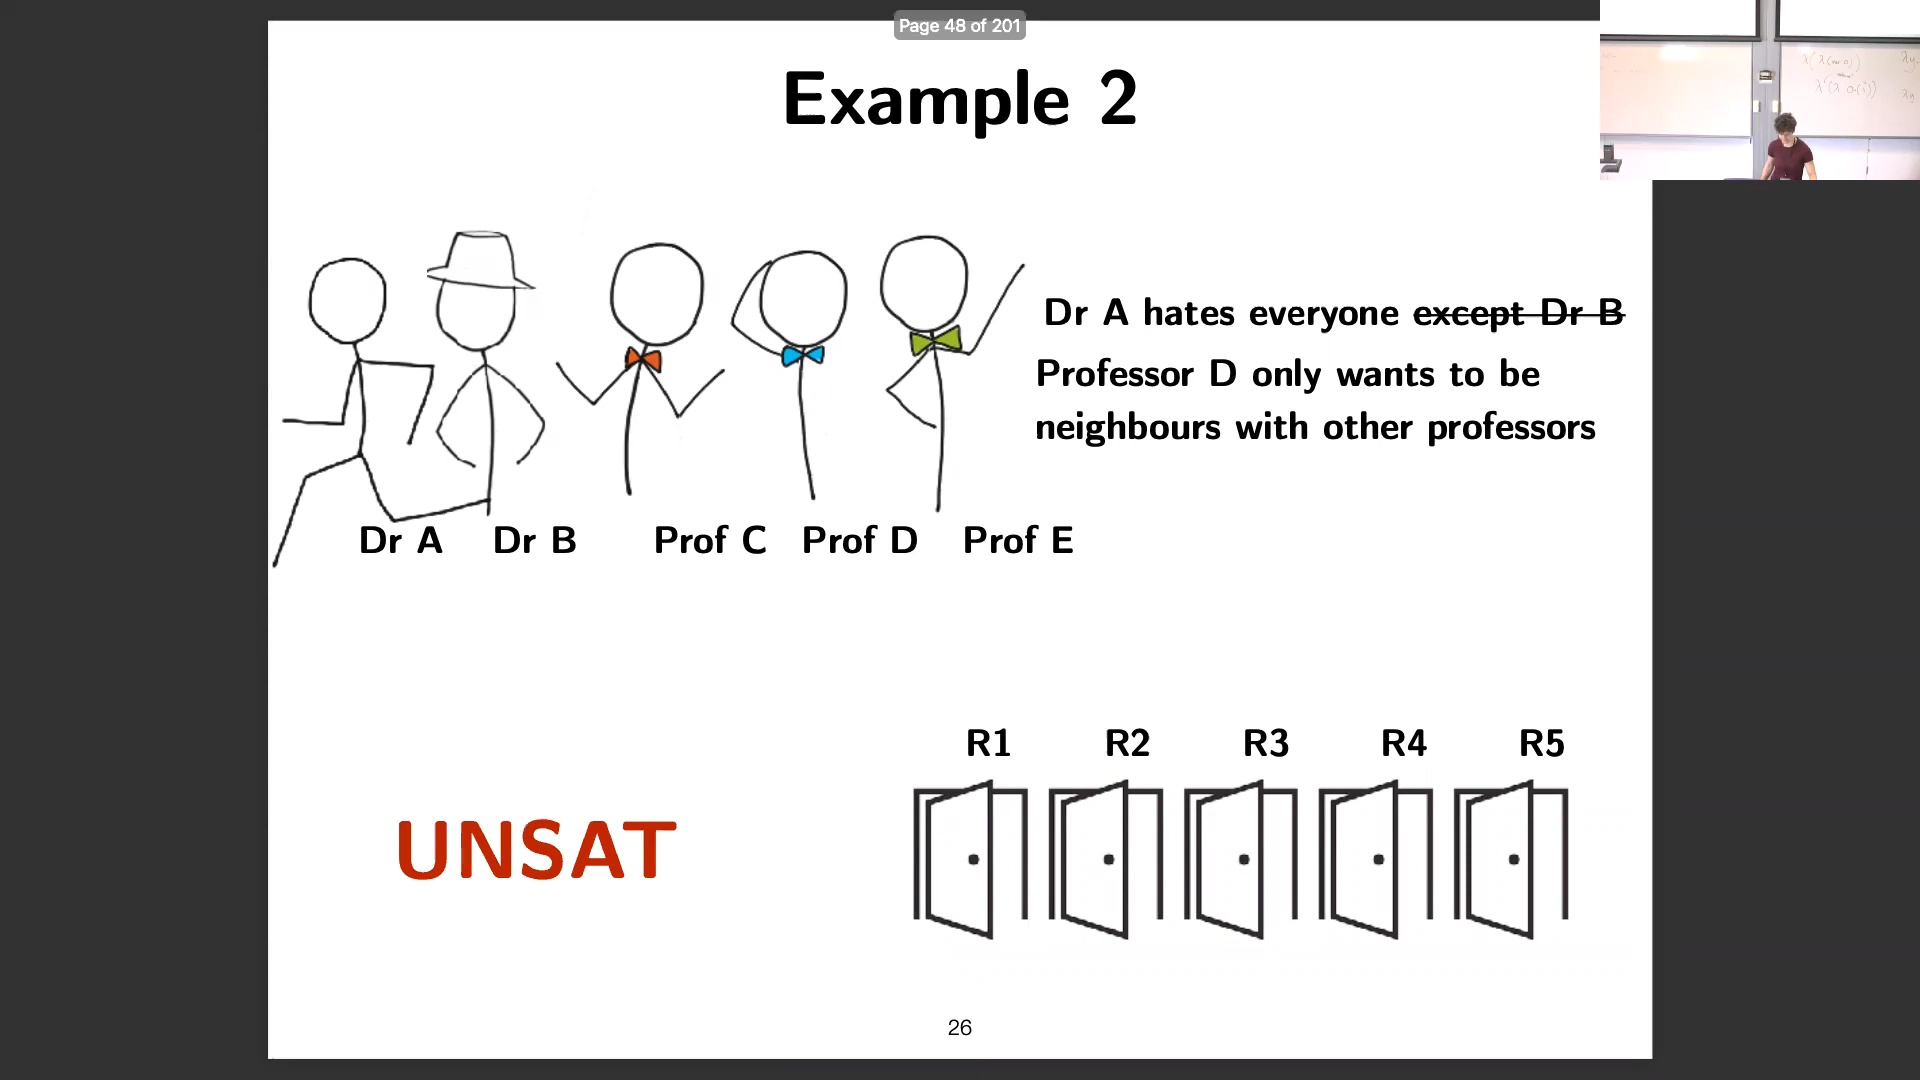 Page 48 of 201
Example 2
Dr A hates everyone except Dr B
Professor D only wants to be
neighbours with other professors
Dr A Dr B Prof C Prof D Prof E
R1 R2 R3 R4 R5
UNSAT
26